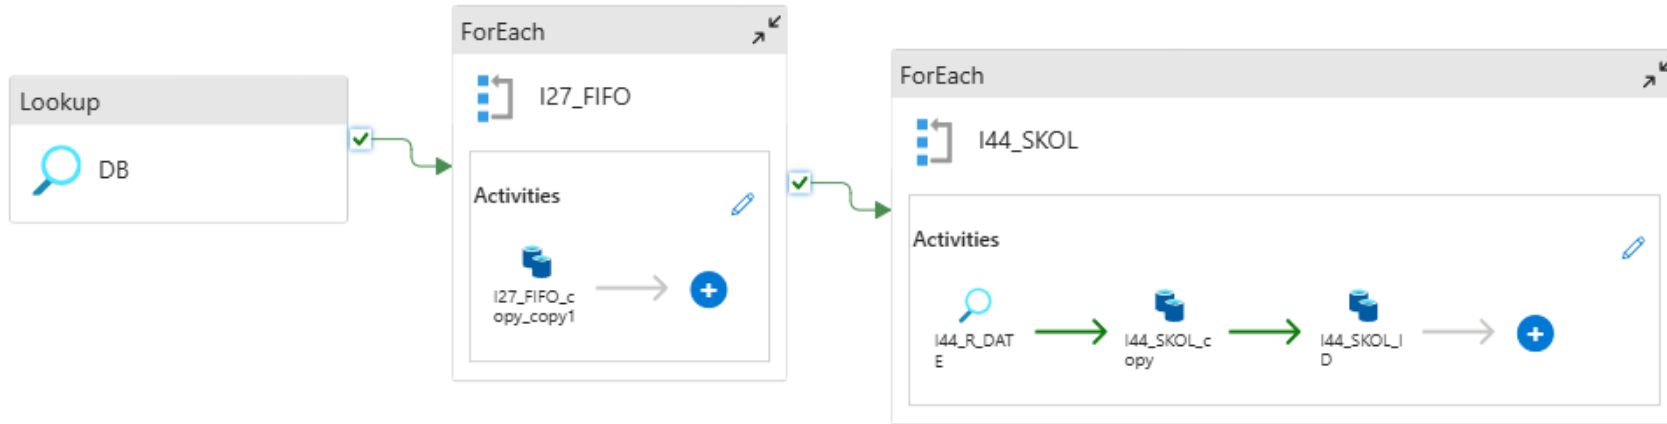 Lookup
DB
ForEach
I27_FIFO
Activities
I27_FIFO_c
opy_copy1
ForEach
I44_SKOL
Activities
I44_R_DAT
E
I44_SKOL_c
opy
I44_SKOL_I
D